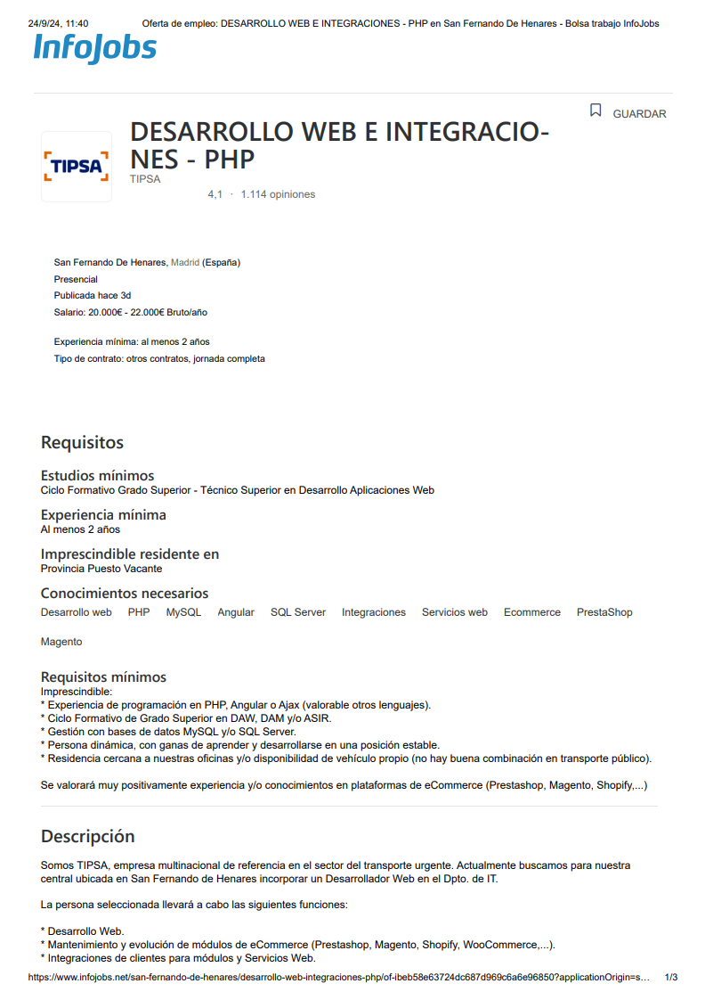 24/9/24, 11:40 Oferta de empleo: DESARROLLO WEB E INTEGRACIONES - PHP en San Fernando De Henares - Bolsa trabajo InfoJobs
InfoJobs
GUARDAR
DESARROLLO WEB E INTEGRACIO-
NES - PHP
TIPSA
TIPSA
4,1 · 1.114 opiniones
San Fernando De Henares, Madrid (España)
Presencial
Publicada hace 3d
Salario: 20.000€ - 22.000€ Bruto/año
Experiencia mínima: al menos 2 años
Tipo de contrato: otros contratos, jornada completa
Requisitos
Estudios mínimos
Ciclo Formativo Grado Superior - Técnico Superior en Desarrollo Aplicaciones Web
Experiencia mínima
Al menos 2 años
Imprescindible residente en
Provincia Puesto Vacante
Conocimientos necesarios
Desarrollo web PHP MySQL Angular SQL Server Integraciones Servicios web Ecommerce PrestaShop
Magento
Requisitos mínimos
Imprescindible:
* Experiencia de programación en PHP, Angular o Ajax (valorable otros lenguajes).
* Ciclo Formativo de Grado Superior en DAW, DAM y/o ASIR.
* Gestión con bases de datos MySQL y/o SQL Server.
* Persona dinámica, con ganas de aprender y desarrollarse en una posición estable.
* Residencia cercana a nuestras oficinas y/o disponibilidad de vehículo propio (no hay buena combinación en transporte público).
Se valorará muy positivamente experiencia y/o conocimientos en plataformas de eCommerce (Prestashop, Magento, Shopify,...)
Descripción
Somos TIPSA, empresa multinacional de referencia en el sector del transporte urgente. Actualmente buscamos para nuestra
central ubicada en San Fernando de Henares incorporar un Desarrollador Web en el Dpto. de IT.
La persona seleccionada llevará a cabo las siguientes funciones:
* Desarrollo Web.
* Mantenimiento y evolución de módulos de eCommerce (Prestashop, Magento, Shopify, WooCommerce,...).
* Integraciones de clientes para módulos y Servicios Web.
https://www.infojobs.net/san-fernando-de-henares/desarrollo-web-integraciones-php/of-ibeb58e63724dc687d969c6a6e96850?applicationOrigin=s… 1/3